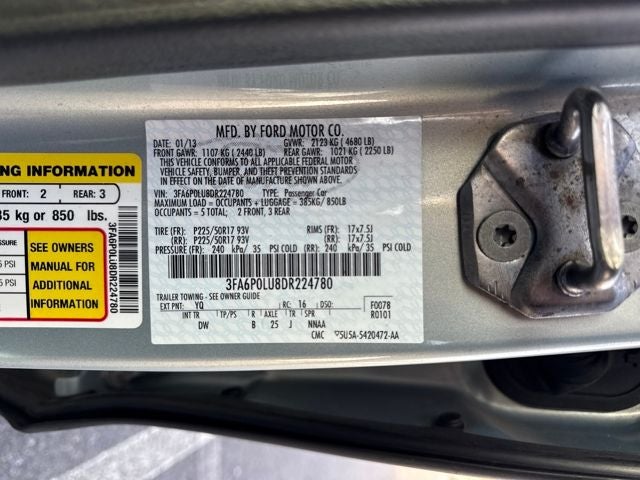 MFD. BY FORD MOTOR CO.
DATE: 01/13 GVWR: 2123 KG ( 4680 LB)
FRONT GAWR: 1107 KG ( 2440 LB) REAR GAWR: 1021 KG ( 2250 LB)
THIS VEHICLE CONFORMS TO ALL APPLICABLE FEDERAL MOTOR
VEHICLE SAFETY, BUMPER, AND THEFT PREVENTION STANDARDS
IN EFFECT ON THE DATE OF MANUFACTURE SHOWN ABOVE.
VIN: 3FA6P0LU8DR224780 TYPE: Passenger Car
MAXIMUM LOAD = OCCUPANTS + LUGGAGE = 385KG / 850LB
OCCUPANTS = 5 TOTAL; 2 FRONT, 3 REAR
TIRE (FR): P225/50R17 93V RIMS (FR): 17x7.5J
(RR): P225/50R17 93V (RR): 17x7.5J
PRESSURE (FR): 240 kPa/ 35 PSI COLD (RR): 240 kPa/ 35 PSI COLD
3FA6P0LU8DR224780
TRAILER TOWING - SEE OWNER GUIDE
EXT PNT: YQ RC: 16 DSO: F0078
R0101
INT TR TP/PS R AXLE TR SPR
DW B 25 J NNAA
CMC 5U5A-5420472-AA
NG INFORMATION
FRONT: 2 REAR: 3
85 kg or 850 lbs.
PRESSURE
5 PSI
5 PSI
SEE OWNERS
MANUAL FOR
ADDITIONAL
INFORMATION
3FA6P0LU8DR224780